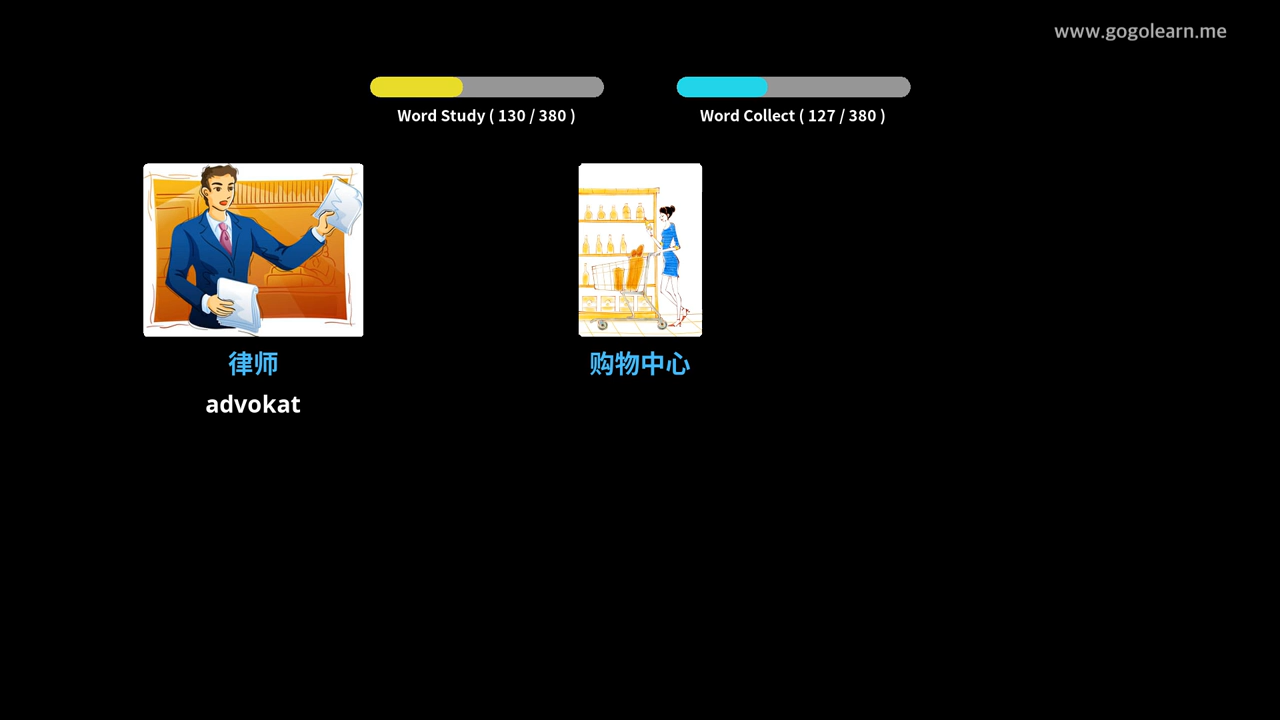 www.gogolearn.me
Word Study ( 130 / 380 )
Word Collect ( 127 / 380 )
律师
购物中心
advokat